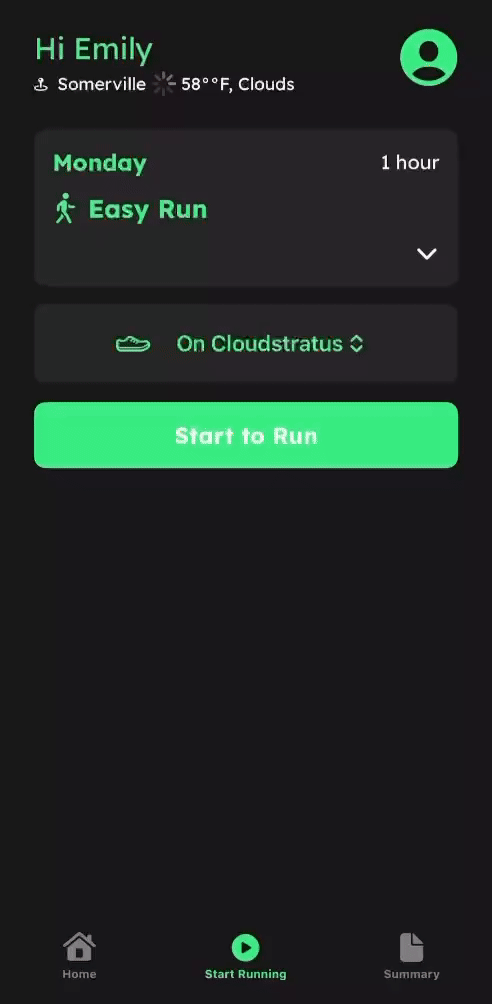 Hi Emily
Somerville 58°°F, Clouds
Monday 1 hour
Easy Run
On Cloudstratus
Start to Run
Home Start Running Summary